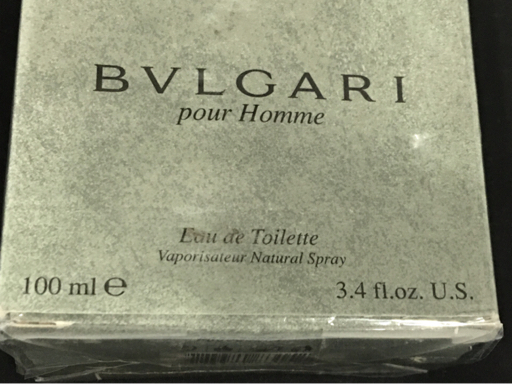 BVLGARI
pour Homme
Eau de Toilette
Vaporisateur Natural Spray
100 ml ℮ 3.4 fl.oz. U.S.